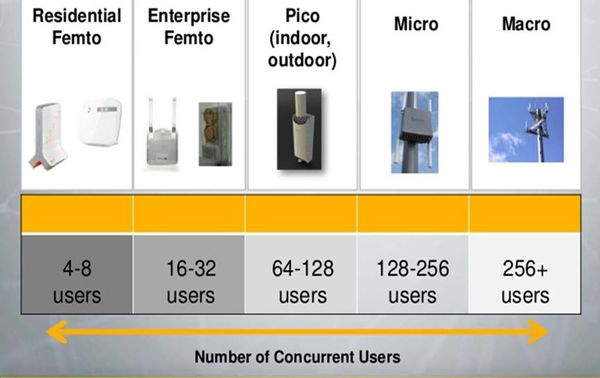 Residential
Femto
Enterprise
Femto
Pico
(indoor,
outdoor)
Micro
Macro
4-8
users
16-32
users
64-128
users
128-256
users
256+
users
Number of Concurrent Users